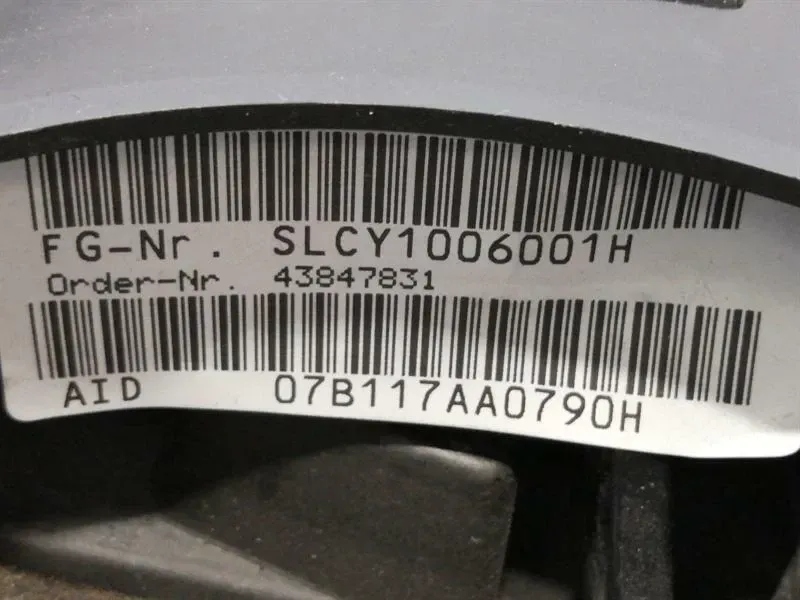 FG-Nr. SLCY1006001H
Order-Nr. 43847831
AID 07B117AA0790H